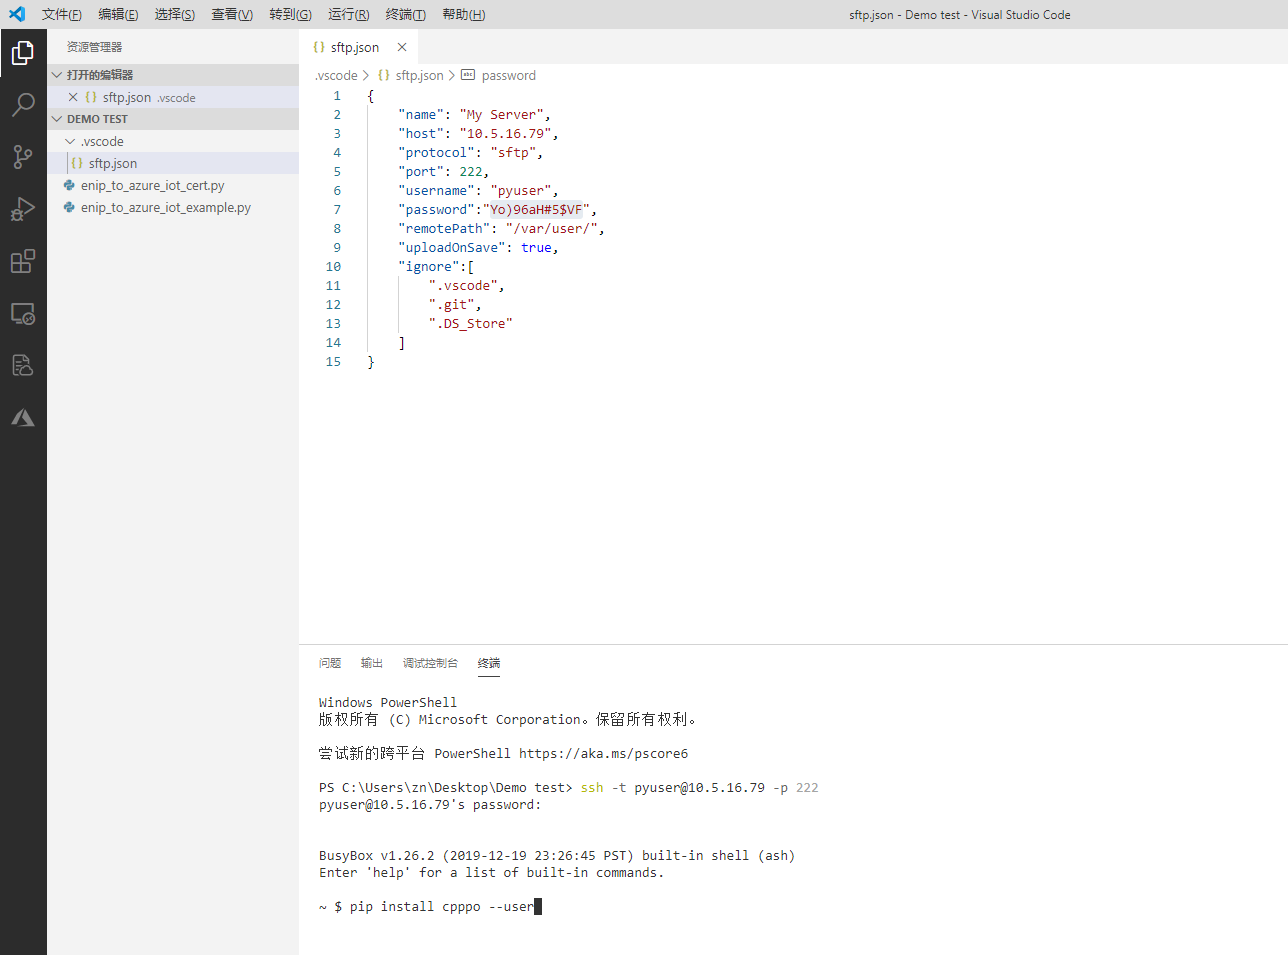 文件(F) 编辑(E) 选择(S) 查看(V) 转到(G) 运行(R) 终端(T) 帮助(H) sftp.json - Demo test - Visual Studio Code
资源管理器
打开的编辑器
sftp.json .vscode
DEMO TEST
.vscode
{} sftp.json
enip_to_azure_iot_cert.py
enip_to_azure_iot_example.py
{} sftp.json
.vscode > {} sftp.json > abc password
1 {
2 "name": "My Server",
3 "host": "10.5.16.79",
4 "protocol": "sftp",
5 "port": 222,
6 "username": "pyuser",
7 "password":"Yo)96aH#5$VF",
8 "remotePath": "/var/user/",
9 "uploadOnSave": true,
10 "ignore":[
11 ".vscode",
12 ".git",
13 ".DS_Store"
14 ]
15 }
问题 输出 调试控制台 终端
Windows PowerShell
版权所有 (C) Microsoft Corporation。保留所有权利。
尝试新的跨平台 PowerShell https://aka.ms/pscore6
PS C:\Users\zn\Desktop\Demo test> ssh -t pyuser@10.5.16.79 -p 222
pyuser@10.5.16.79's password:
BusyBox v1.26.2 (2019-12-19 23:26:45 PST) built-in shell (ash)
Enter 'help' for a list of built-in commands.
~ $ pip install cpppo --user